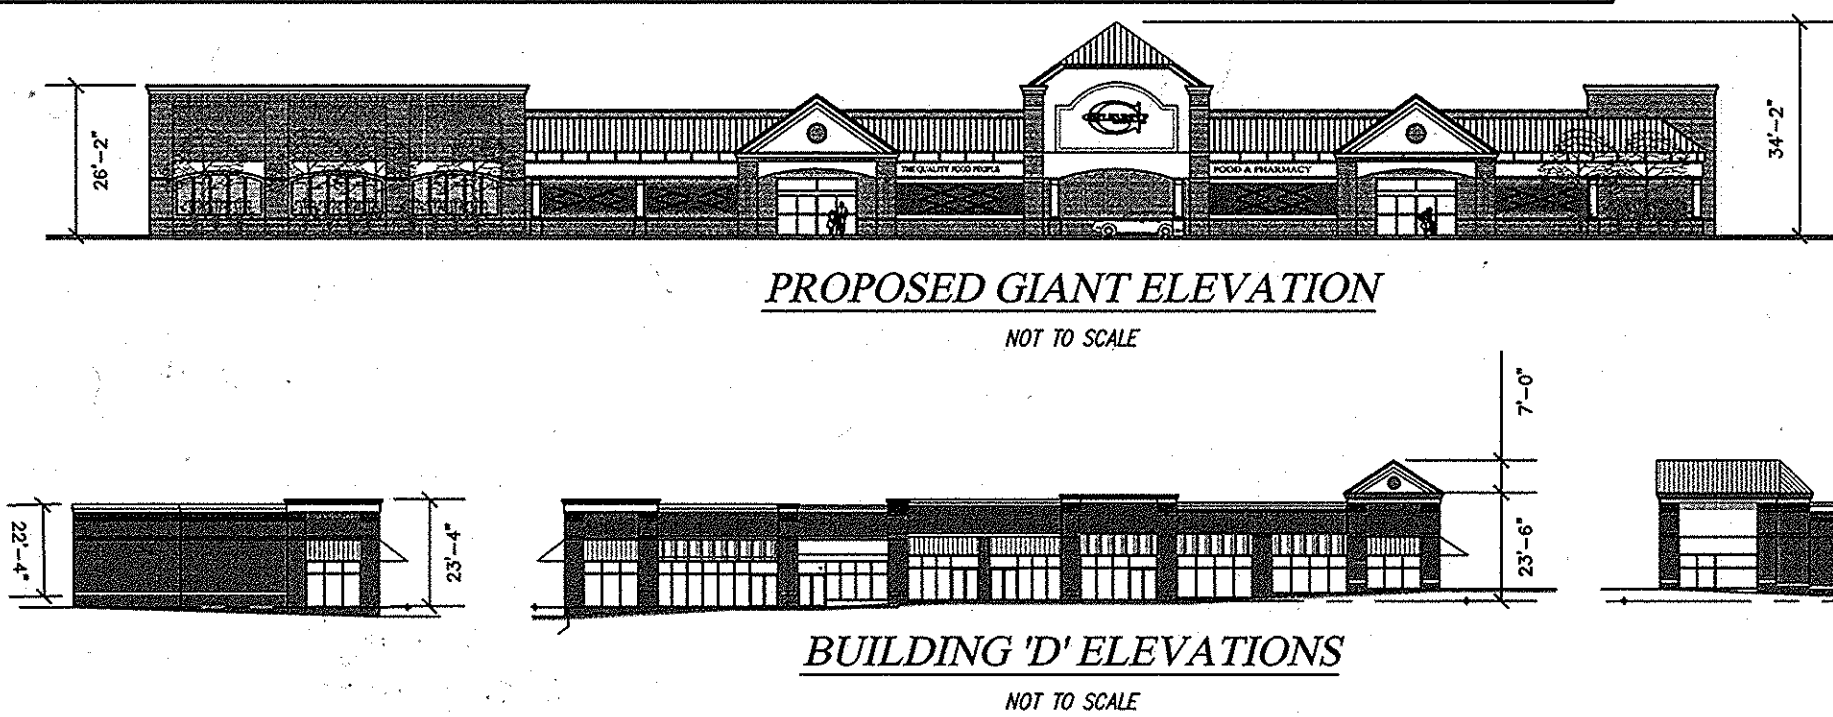 34'-2"
26'-2"
THE QUALITY FOOD PEOPLE
FOOD & PHARMACY
PROPOSED GIANT ELEVATION
NOT TO SCALE
7'-0"
22'-4"
23'-4"
23'-6"
BUILDING 'D' ELEVATIONS
NOT TO SCALE